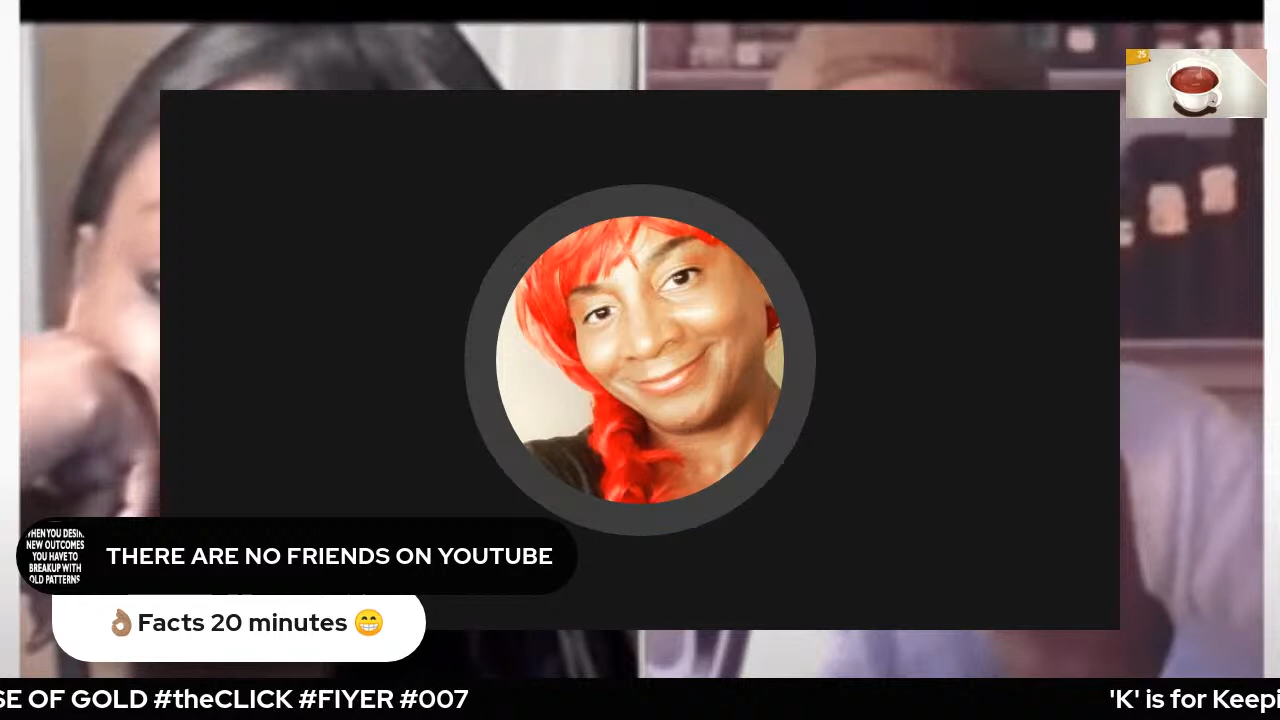 25
WHEN YOU DESIRE
NEW OUTCOMES
YOU HAVE TO
BREAKUP WITH
OLD PATTERNS
THERE ARE NO FRIENDS ON YOUTUBE
👌🏽Facts 20 minutes 😁
SE OF GOLD #theCLICK #FIYER #007
'K' is for Keepi